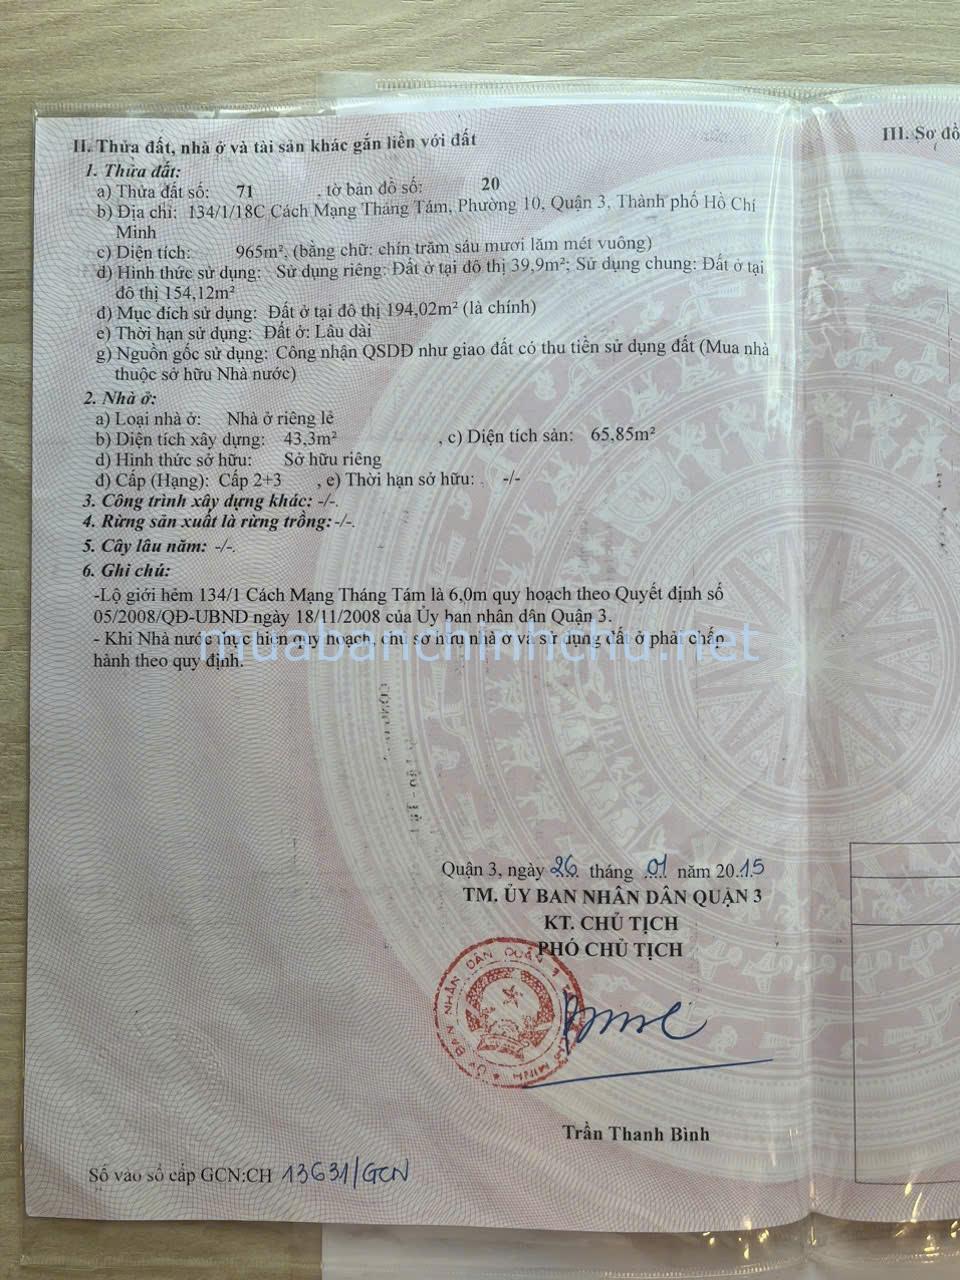 II. Thửa đất, nhà ở và tài sản khác gắn liền với đất
1. Thửa đất:
a) Thửa đất số: 71 , tờ bản đồ số: 20
b) Địa chỉ: 134/1/18C Cách Mạng Tháng Tám, Phường 10, Quận 3, Thành phố Hồ Chí
Minh
c) Diện tích: 965m², (bằng chữ: chín trăm sáu mươi lăm mét vuông)
d) Hình thức sử dụng: Sử dụng riêng: Đất ở tại đô thị 39,9m²; Sử dụng chung: Đất ở tại
đô thị 154,12m²
đ) Mục đích sử dụng: Đất ở tại đô thị 194,02m² (là chính)
e) Thời hạn sử dụng: Đất ở: Lâu dài
g) Nguồn gốc sử dụng: Công nhận QSDĐ như giao đất có thu tiền sử dụng đất (Mua nhà
thuộc sở hữu Nhà nước)
2. Nhà ở:
a) Loại nhà ở: Nhà ở riêng lẻ
b) Diện tích xây dựng: 43,3m² , c) Diện tích sàn: 65,85m²
d) Hình thức sở hữu: Sở hữu riêng
đ) Cấp (Hạng): Cấp 2+3 , e) Thời hạn sở hữu: -/-
3. Công trình xây dựng khác: -/-.
4. Rừng sản xuất là rừng trồng: -/-.
5. Cây lâu năm: -/-.
6. Ghi chú:
-Lộ giới hẻm 134/1 Cách Mạng Tháng Tám là 6,0m quy hoạch theo Quyết định số
05/2008/QĐ-UBND ngày 18/11/2008 của Ủy ban nhân dân Quận 3.
- Khi Nhà nước thực hiện quy hoạch, chủ sở hữu nhà ở và sử dụng đất ở phải chấp
hành theo quy định.
muabanchinhchu.net
Quận 3, ngày 26 tháng 01 năm 2015
TM. ỦY BAN NHÂN DÂN QUẬN 3
KT. CHỦ TỊCH
PHÓ CHỦ TỊCH
Trần Thanh Bình
Số vào sổ cấp GCN:CH 13631/GCN
III. Sơ đồ